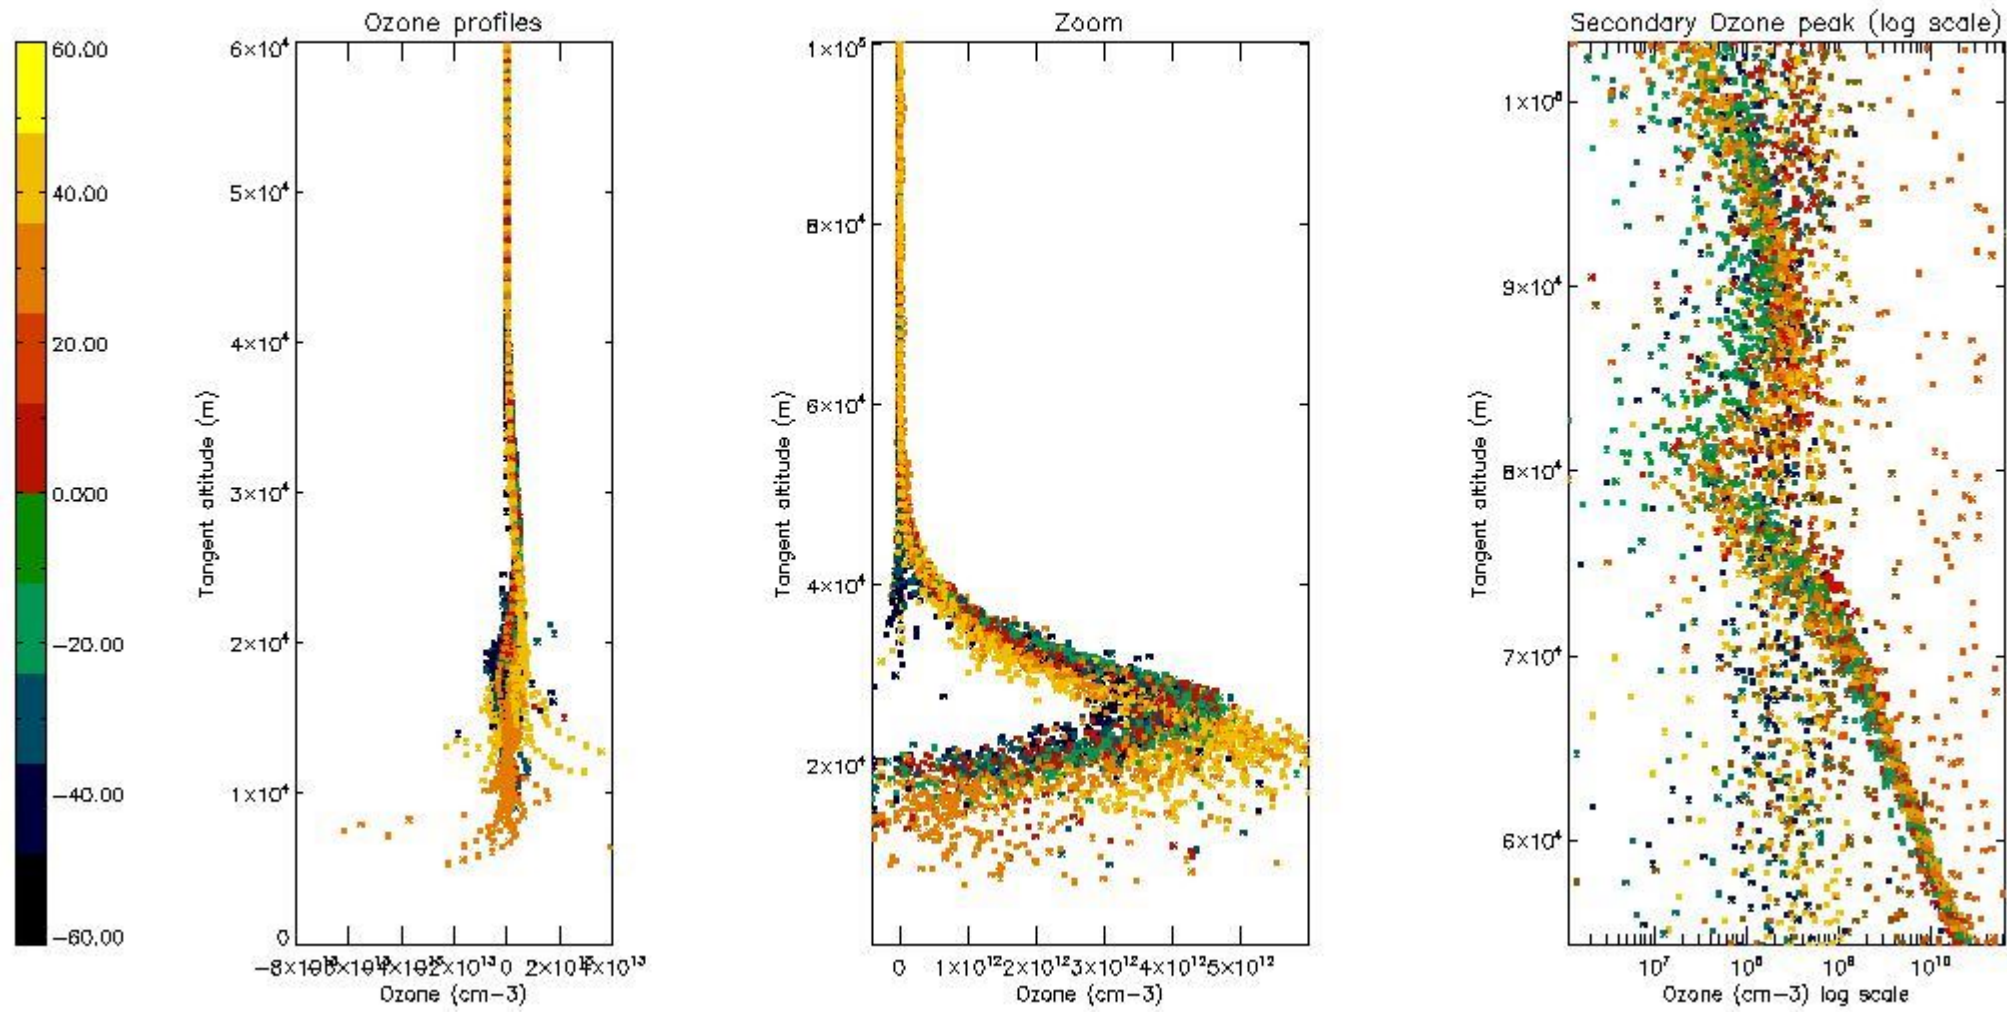 60.00
40.00
20.00
0.000
−20.00
−40.00
−60.00
Ozone profiles
6×10⁴
5×10⁴
4×10⁴
3×10⁴
2×10⁴
1×10⁴
0
Tangent altitude (m)
0
Ozone (cm−3)
Zoom
1×10⁵
8×10⁴
6×10⁴
4×10⁴
2×10⁴
Tangent altitude (m)
0 1×10¹² 2×10¹² 3×10¹² 4×10¹² 5×10¹²
Ozone (cm−3)
Secondary Ozone peak (log scale)
1×10⁵
9×10⁴
8×10⁴
7×10⁴
6×10⁴
Tangent altitude (m)
10⁷ 10⁸ 10⁹ 10¹⁰
Ozone (cm−3) log scale